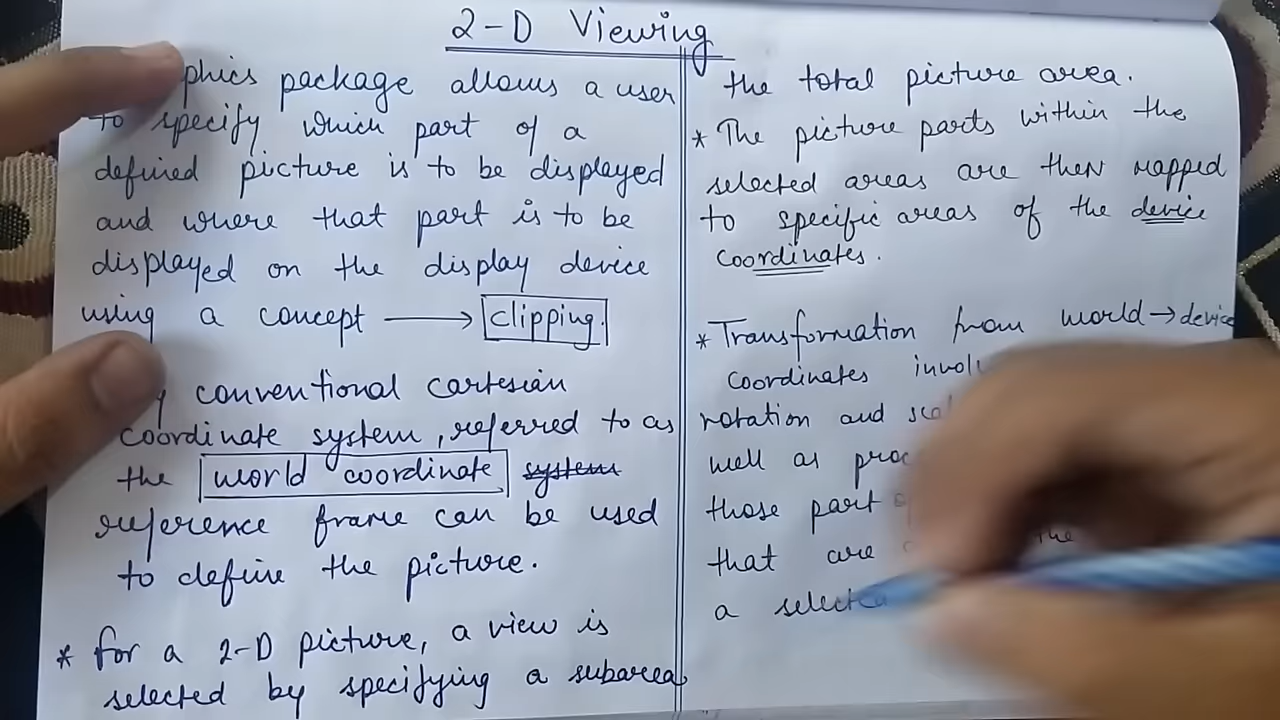 2-D Viewing
phics package allows a user
to specify which part of a
defined picture is to be displayed
and where that part is to be
displayed on the display device
using a concept → clipping.
conventional cartesian
coordinate system, referred to as
the world coordinate system
reference frame can be used
to define the picture.
* for a 2-D picture, a view is
selected by specifying a subarea
the total picture area.
* The picture parts within the
selected areas are then mapped
to specific areas of the device
coordinates.
* Transformation from world → device
coordinates invol
rotation and scal
well as proc
those part
that are the
a selected